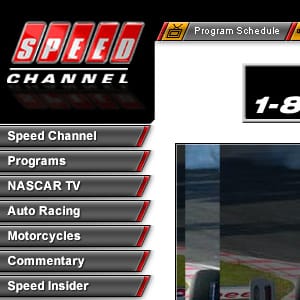 SPEED
CHANNEL
Program Schedule
1-8
Speed Channel
Programs
NASCAR TV
Auto Racing
Motorcycles
Commentary
Speed Insider